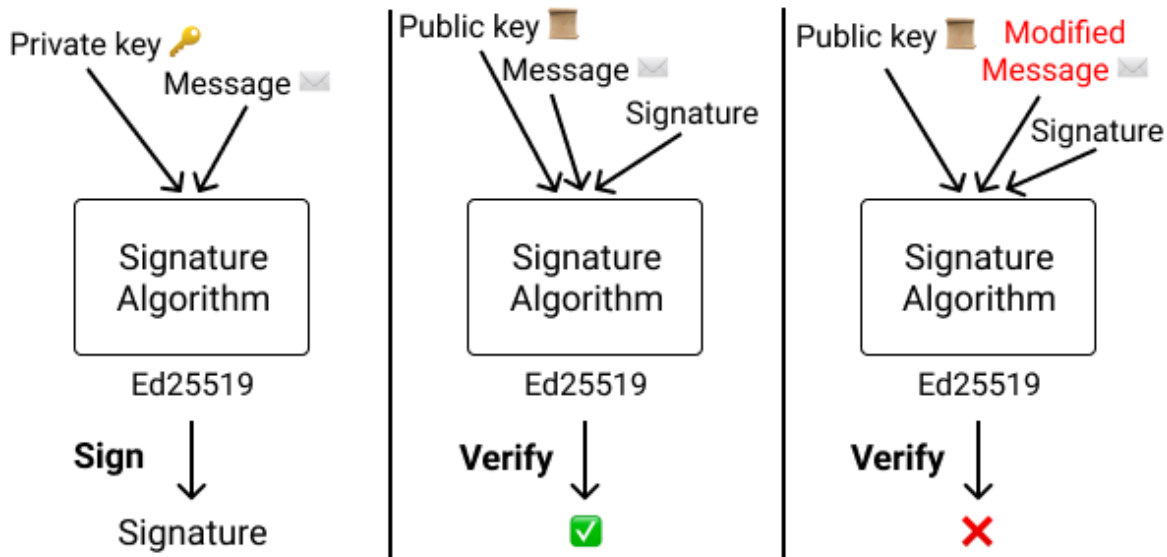 Private key 🔑
Message ✉️
Signature
Algorithm
Ed25519
Sign
Signature
Public key 📜
Message ✉️
Signature
Signature
Algorithm
Ed25519
Verify
✅
Public key 📜
Modified
Message ✉️
Signature
Signature
Algorithm
Ed25519
Verify
❌